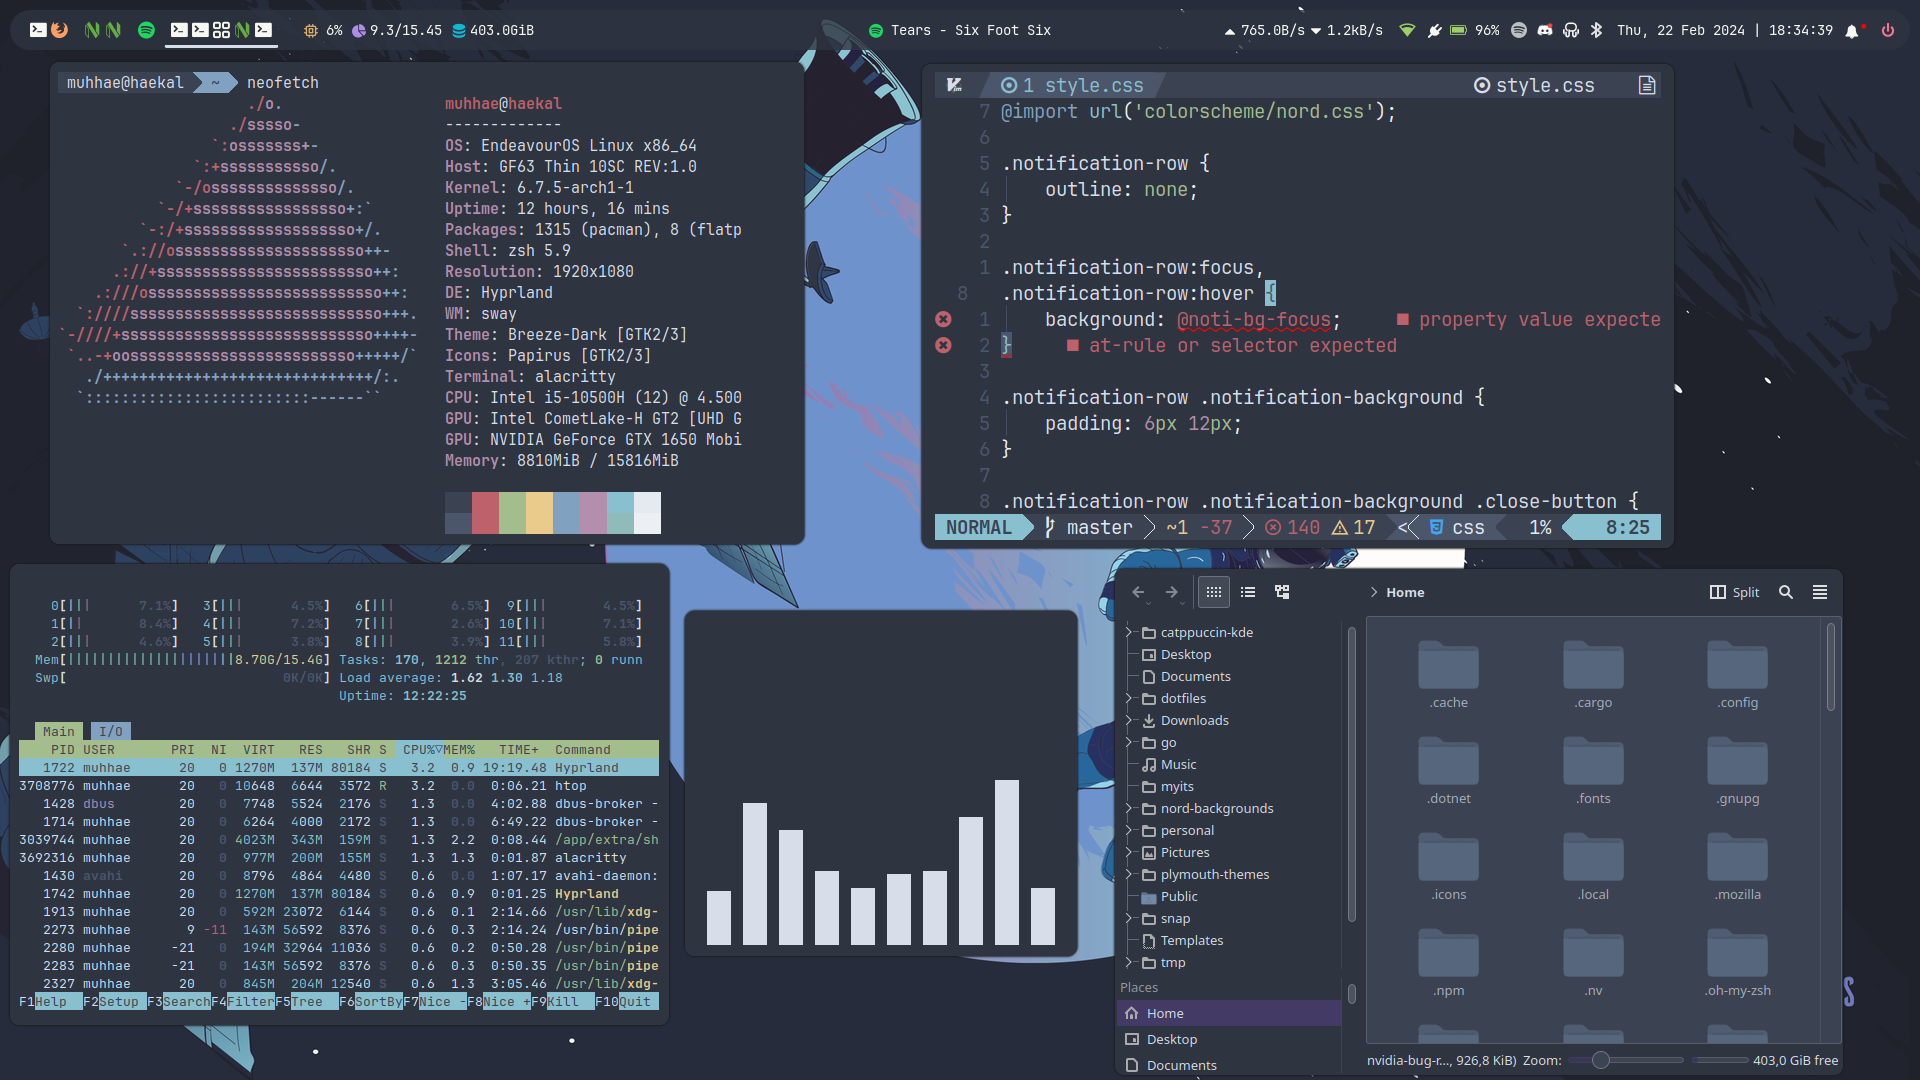 6% 9.3/15.45 403.0GiB Tears - Six Foot Six 765.0B/s 1.2kB/s 96% Thu, 22 Feb 2024 | 18:34:39
muhhae@haekal ~ neofetch
./o.
./sssso-
`:osssssss+-
`:+sssssssssso/.
`-/ossssssssssssso/.
`-/+sssssssssssssssso+:`
`-:/+sssssssssssssssssso+/.
`.://osssssssssssssssssssso++-
.://+ssssssssssssssssssssssso++:
.:///ossssssssssssssssssssssssso++:
`:////ssssssssssssssssssssssssssso+++.
`-////+ssssssssssssssssssssssssssso++++-
`..-+oosssssssssssssssssssssssso+++++/`
./++++++++++++++++++++++++++++++/:.
`:::::::::::::::::::::::::------``
muhhae@haekal
-------------
OS: EndeavourOS Linux x86_64
Host: GF63 Thin 10SC REV:1.0
Kernel: 6.7.5-arch1-1
Uptime: 12 hours, 16 mins
Packages: 1315 (pacman), 8 (flatp
Shell: zsh 5.9
Resolution: 1920x1080
DE: Hyprland
WM: sway
Theme: Breeze-Dark [GTK2/3]
Icons: Papirus [GTK2/3]
Terminal: alacritty
CPU: Intel i5-10500H (12) @ 4.500
GPU: Intel CometLake-H GT2 [UHD G
GPU: NVIDIA GeForce GTX 1650 Mobi
Memory: 8810MiB / 15816MiB
1 style.css style.css
7 @import url('colorscheme/nord.css');
6
5 .notification-row {
4 outline: none;
3 }
2
1 .notification-row:focus,
8 .notification-row:hover {
1 background: @noti-bg-focus; ■ property value expecte
2 } ■ at-rule or selector expected
3
4 .notification-row .notification-background {
5 padding: 6px 12px;
6 }
7
8 .notification-row .notification-background .close-button {
NORMAL master ~1 -37 140 17 < css 1% 8:25
0[||| 7.1%] 3[||| 4.5%] 6[||| 6.5%] 9[||| 4.5%]
1[|| 8.4%] 4[||| 7.2%] 7[||| 2.6%] 10[||| 7.1%]
2[||| 4.6%] 5[||| 3.8%] 8[||| 3.9%] 11[||| 5.8%]
Mem[||||||||||||||||||||||8.70G/15.4G] Tasks: 170, 1212 thr, 207 kthr; 0 runn
Swp[ 0K/0K] Load average: 1.62 1.30 1.18
Uptime: 12:22:25
Main I/O
PID USER PRI NI VIRT RES SHR S CPU%▽MEM% TIME+ Command
1722 muhhae 20 0 1270M 137M 80184 S 3.2 0.9 19:19.48 Hyprland
3708776 muhhae 20 0 10648 6644 3572 R 3.2 0.0 0:06.21 htop
1428 dbus 20 0 7748 5524 2176 S 1.3 0.0 4:02.88 dbus-broker -
1714 muhhae 20 0 6264 4000 2172 S 1.3 0.0 6:49.22 dbus-broker -
3039744 muhhae 20 0 4023M 343M 159M S 1.3 2.2 0:08.44 /app/extra/sh
3692316 muhhae 20 0 977M 200M 155M S 1.3 1.3 0:01.87 alacritty
1430 avahi 20 0 8796 4864 4480 S 0.6 0.0 1:07.17 avahi-daemon:
1742 muhhae 20 0 1270M 137M 80184 S 0.6 0.9 0:01.25 Hyprland
1913 muhhae 20 0 592M 23072 6144 S 0.6 0.1 2:14.66 /usr/lib/xdg-
2273 muhhae 9 -11 143M 56592 8376 S 0.6 0.3 2:14.24 /usr/bin/pipe
2280 muhhae -21 0 194M 32964 11036 S 0.6 0.2 0:50.28 /usr/bin/pipe
2283 muhhae -21 0 143M 56592 8376 S 0.6 0.3 0:50.35 /usr/bin/pipe
2327 muhhae 20 0 845M 204M 12540 S 0.6 1.3 3:05.46 /usr/lib/xdg-
F1Help F2Setup F3SearchF4FilterF5Tree F6SortByF7Nice -F8Nice +F9Kill F10Quit
Home Split
catppuccin-kde
Desktop
Documents
dotfiles
Downloads
go
Music
myits
nord-backgrounds
personal
Pictures
plymouth-themes
Public
snap
Templates
tmp
Places
Home
Desktop
Documents
.cache .cargo .config
.dotnet .fonts .gnupg
.icons .local .mozilla
.npm .nv .oh-my-zsh
nvidia-bug-r..., 926,8 KiB) Zoom: 403,0 GiB free